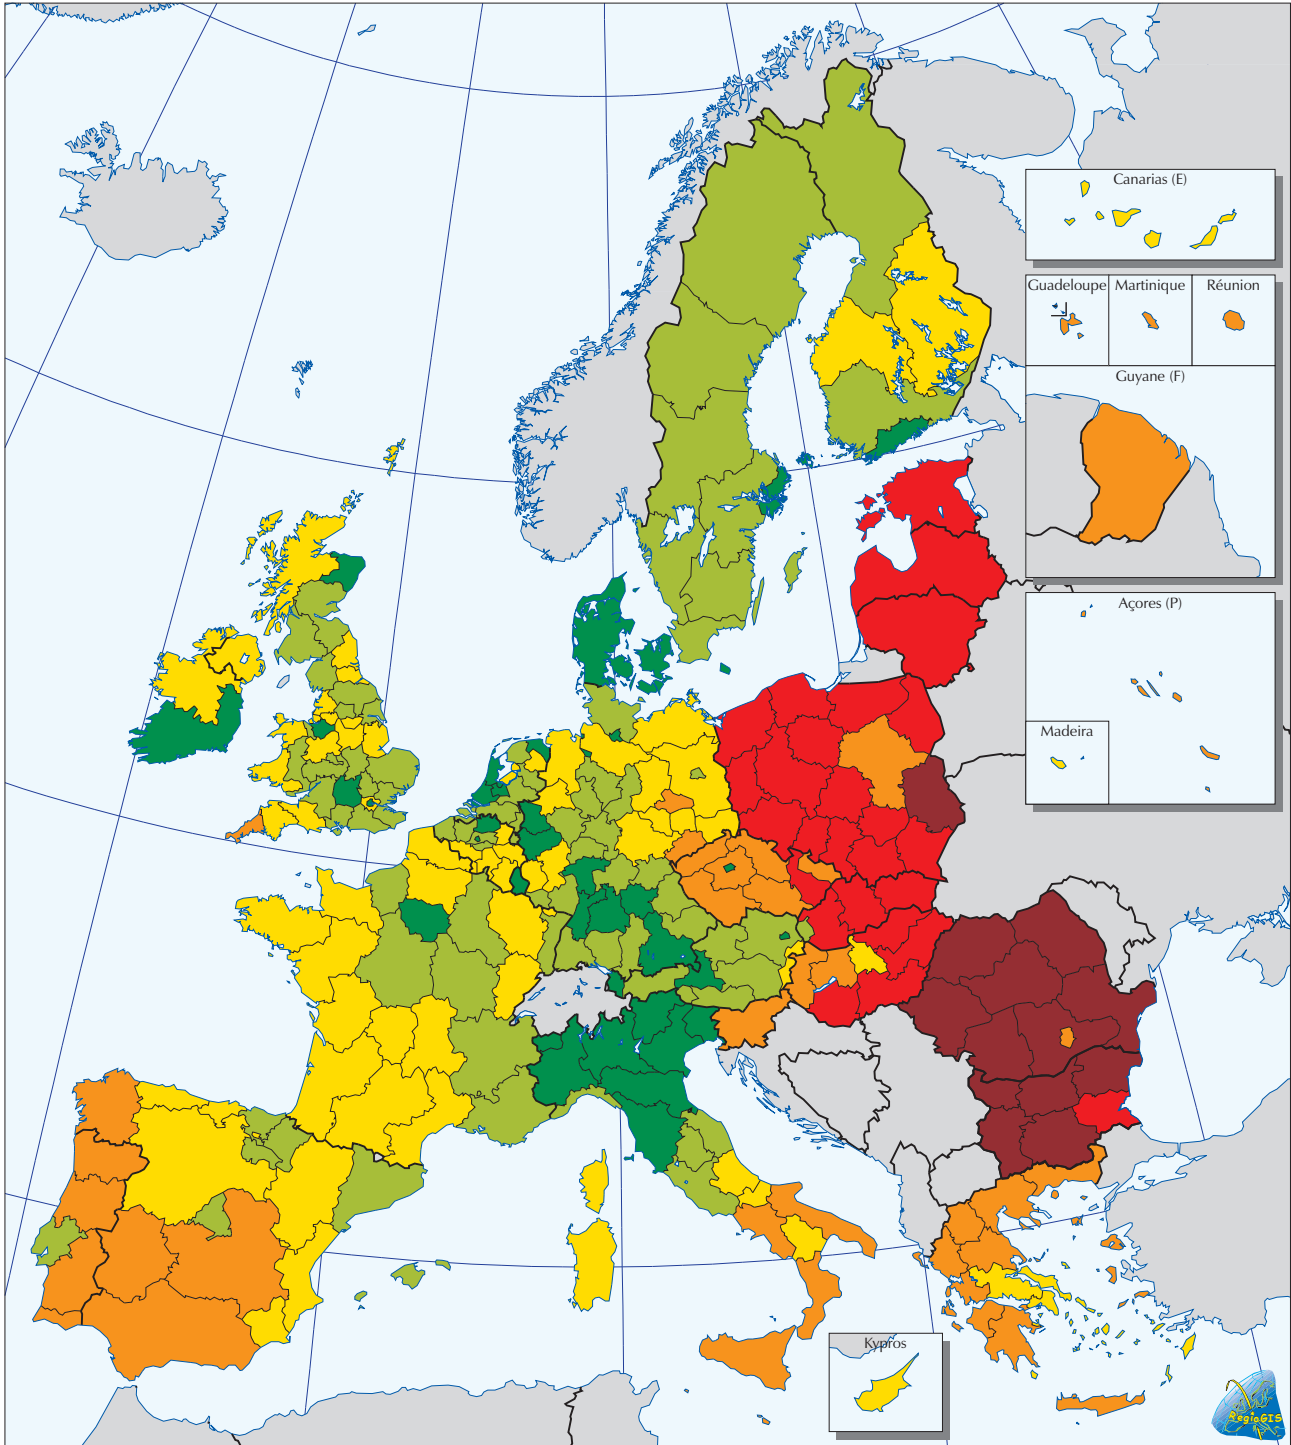 Canarias (E)
Guadeloupe
Martinique
Réunion
Guyane (F)
Açores (P)
Madeira
Kypros
RegioGIS